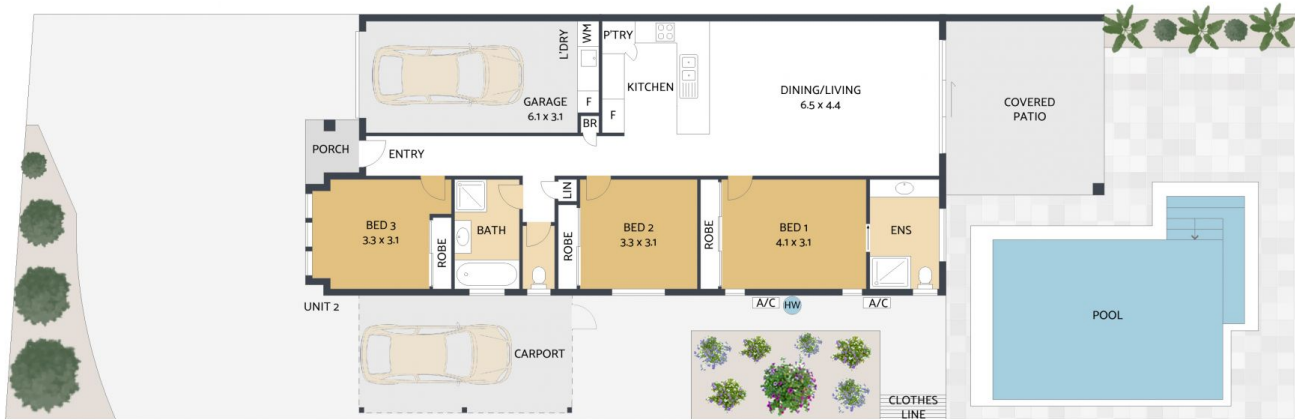 L'DRY
WM
P'TRY
KITCHEN
DINING/LIVING
6.5 x 4.4
GARAGE
6.1 x 3.1
F
F
BR
COVERED
PATIO
PORCH
ENTRY
LIN
BED 3
3.3 x 3.1
ROBE
BATH
ROBE
BED 2
3.3 x 3.1
ROBE
BED 1
4.1 x 3.1
ENS
UNIT 2
A/C
HW
A/C
POOL
CARPORT
CLOTHES
LINE